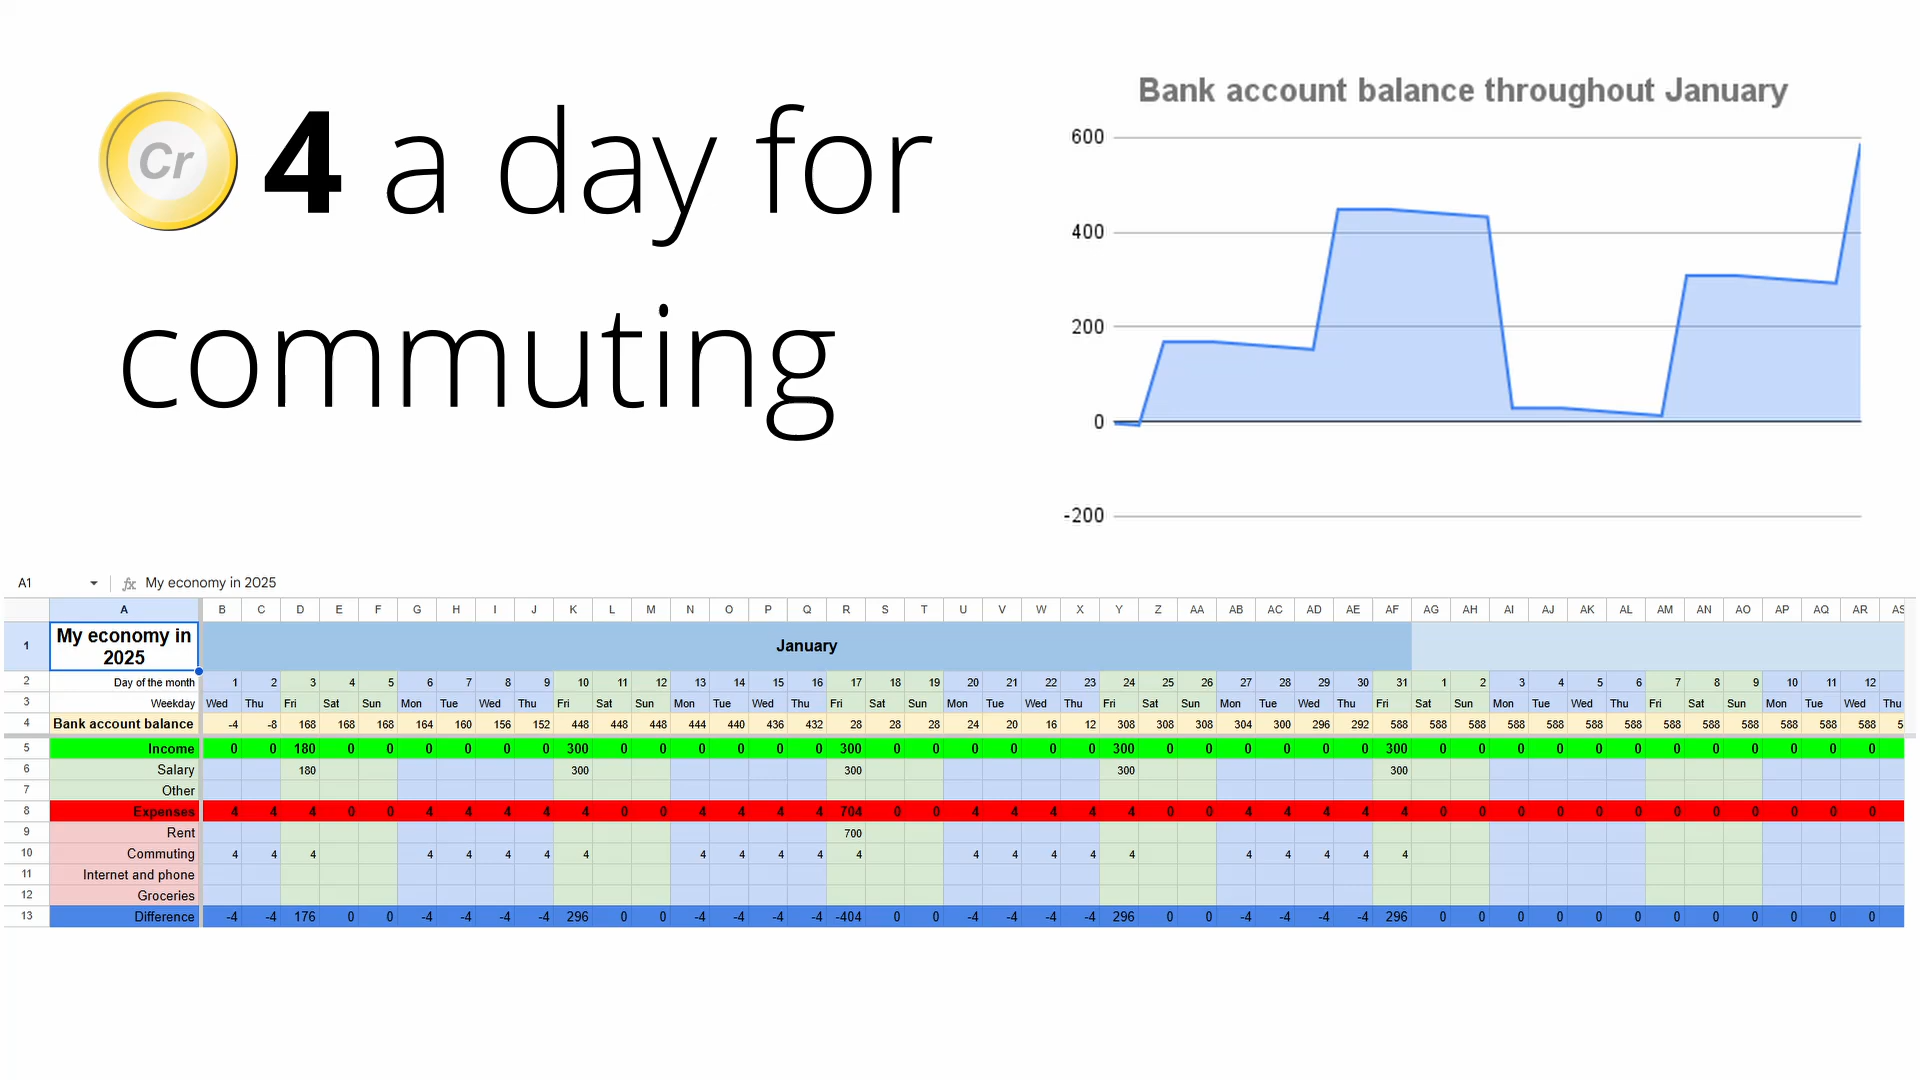 Cr 4 a day for
commuting
Bank account balance throughout January
600
400
200
0
-200
A1 fx My economy in 2025
A B C D E F G H I J K L M N O P Q R S T U V W X Y Z AA AB AC AD AE AF AG AH AI AJ AK AL AM AN AO AP AQ AR AS
1 My economy in 2025 January
2 Day of the month 1 2 3 4 5 6 7 8 9 10 11 12 13 14 15 16 17 18 19 20 21 22 23 24 25 26 27 28 29 30 31 1 2 3 4 5 6 7 8 9 10 11 12
3 Weekday Wed Thu Fri Sat Sun Mon Tue Wed Thu Fri Sat Sun Mon Tue Wed Thu Fri Sat Sun Mon Tue Wed Thu Fri Sat Sun Mon Tue Wed Thu Fri Sat Sun Mon Tue Wed Thu Fri Sat Sun Mon Tue Wed Thu
4 Bank account balance -4 -8 168 168 168 164 160 156 152 448 448 448 444 440 436 432 28 28 28 24 20 16 12 308 308 308 304 300 296 292 588 588 588 588 588 588 588 588 588 588 588 588 588 5
5 Income 0 0 180 0 0 0 0 0 0 300 0 0 0 0 0 0 300 0 0 0 0 0 0 300 0 0 0 0 0 0 300 0 0 0 0 0 0 0 0 0 0 0 0
6 Salary 180 300 300 300 300
7 Other
8 Expenses 4 4 4 0 0 4 4 4 4 4 0 0 4 4 4 4 704 0 0 4 4 4 4 4 0 0 4 4 4 4 4 0 0 0 0 0 0 0 0 0 0 0 0
9 Rent 700
10 Commuting 4 4 4 4 4 4 4 4 4 4 4 4 4 4 4 4 4 4 4 4 4 4 4
11 Internet and phone
12 Groceries
13 Difference -4 -4 176 0 0 -4 -4 -4 -4 296 0 0 -4 -4 -4 -4 -404 0 0 -4 -4 -4 -4 296 0 0 -4 -4 -4 -4 296 0 0 0 0 0 0 0 0 0 0 0 0